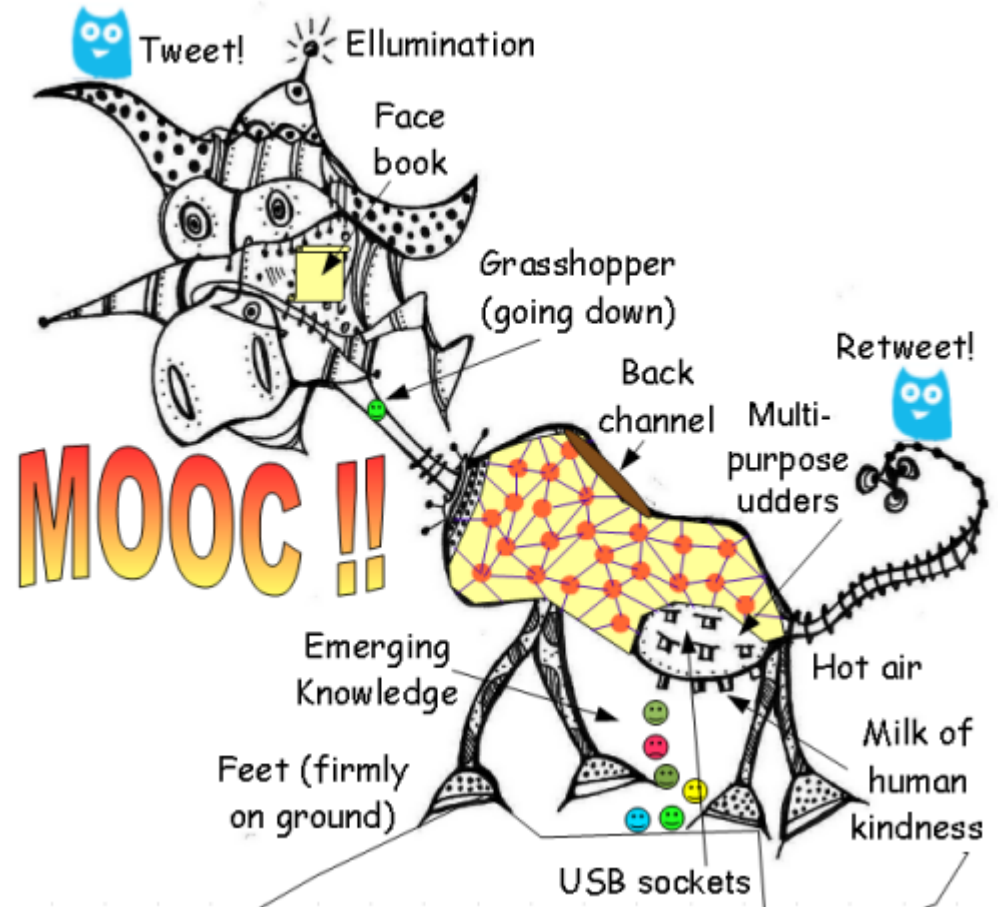 Tweet!
Ellumination
Face
book
Grasshopper
(going down)
Retweet!
Back
channel
Multi-
purpose
udders
MOOC !!
Emerging
Knowledge
Hot air
Feet (firmly
on ground)
Milk of
human
kindness
USB sockets